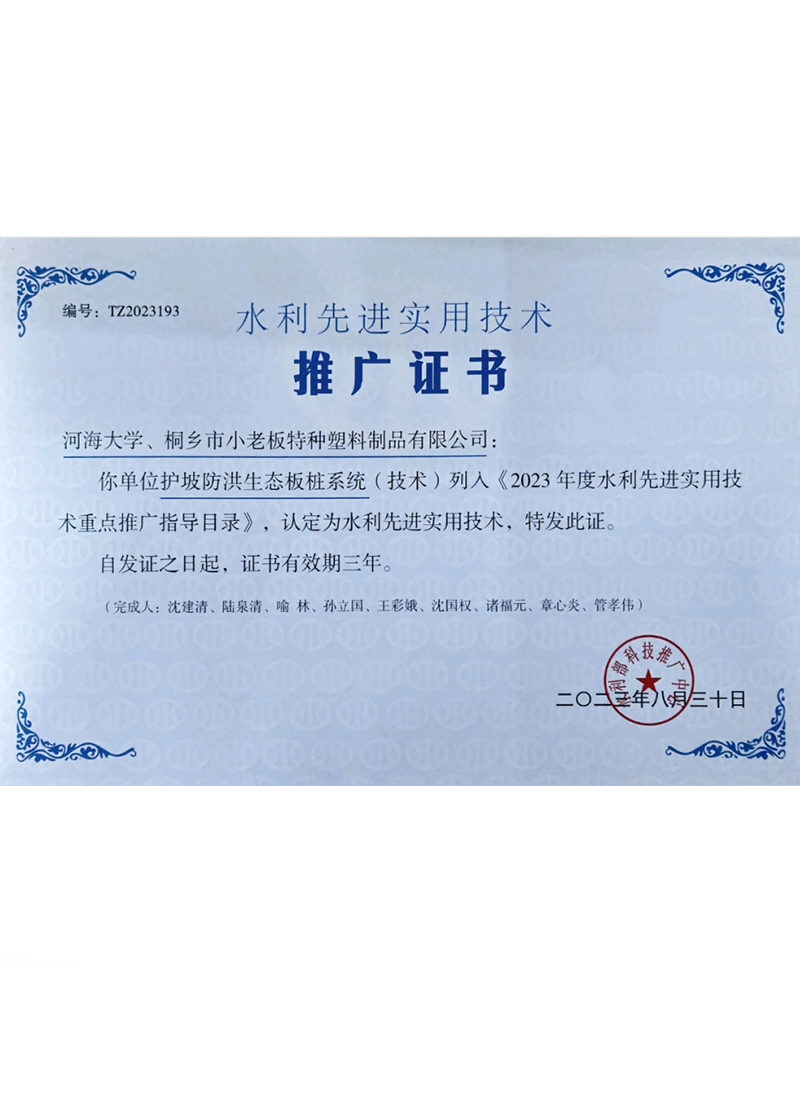 编号：TZ2023193
水利先进实用技术
推广证书
河海大学、桐乡市小老板特种塑料制品有限公司：
你单位护坡防洪生态板桩系统（技术）列入《2023年度水利先进实用技
术重点推广指导目录》，认定为水利先进实用技术，特发此证。
自发证之日起，证书有效期三年。
（完成人：沈建清、陆泉清、喻 林、孙立国、王彩娥、沈国权、诸福元、章心炎、管孝伟）
水利部科技推广中心
二〇二三年八月三十日